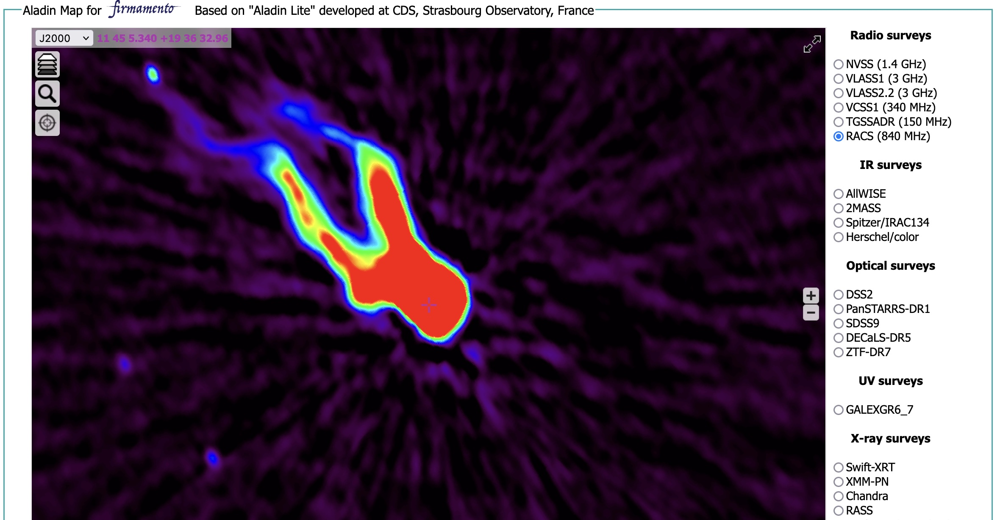 Aladin Map for firmamento Based on "Aladin Lite" developed at CDS, Strasbourg Observatory, France
J2000 11 45 5.340 +19 36 32.96
Radio surveys
NVSS (1.4 GHz)
VLASS1 (3 GHz)
VLASS2.2 (3 GHz)
VCSS1 (340 MHz)
TGSSADR (150 MHz)
RACS (840 MHz)
IR surveys
AllWISE
2MASS
Spitzer/IRAC134
Herschel/color
Optical surveys
DSS2
PanSTARRS-DR1
SDSS9
DECaLS-DR5
ZTF-DR7
UV surveys
GALEXGR6_7
X-ray surveys
Swift-XRT
XMM-PN
Chandra
RASS